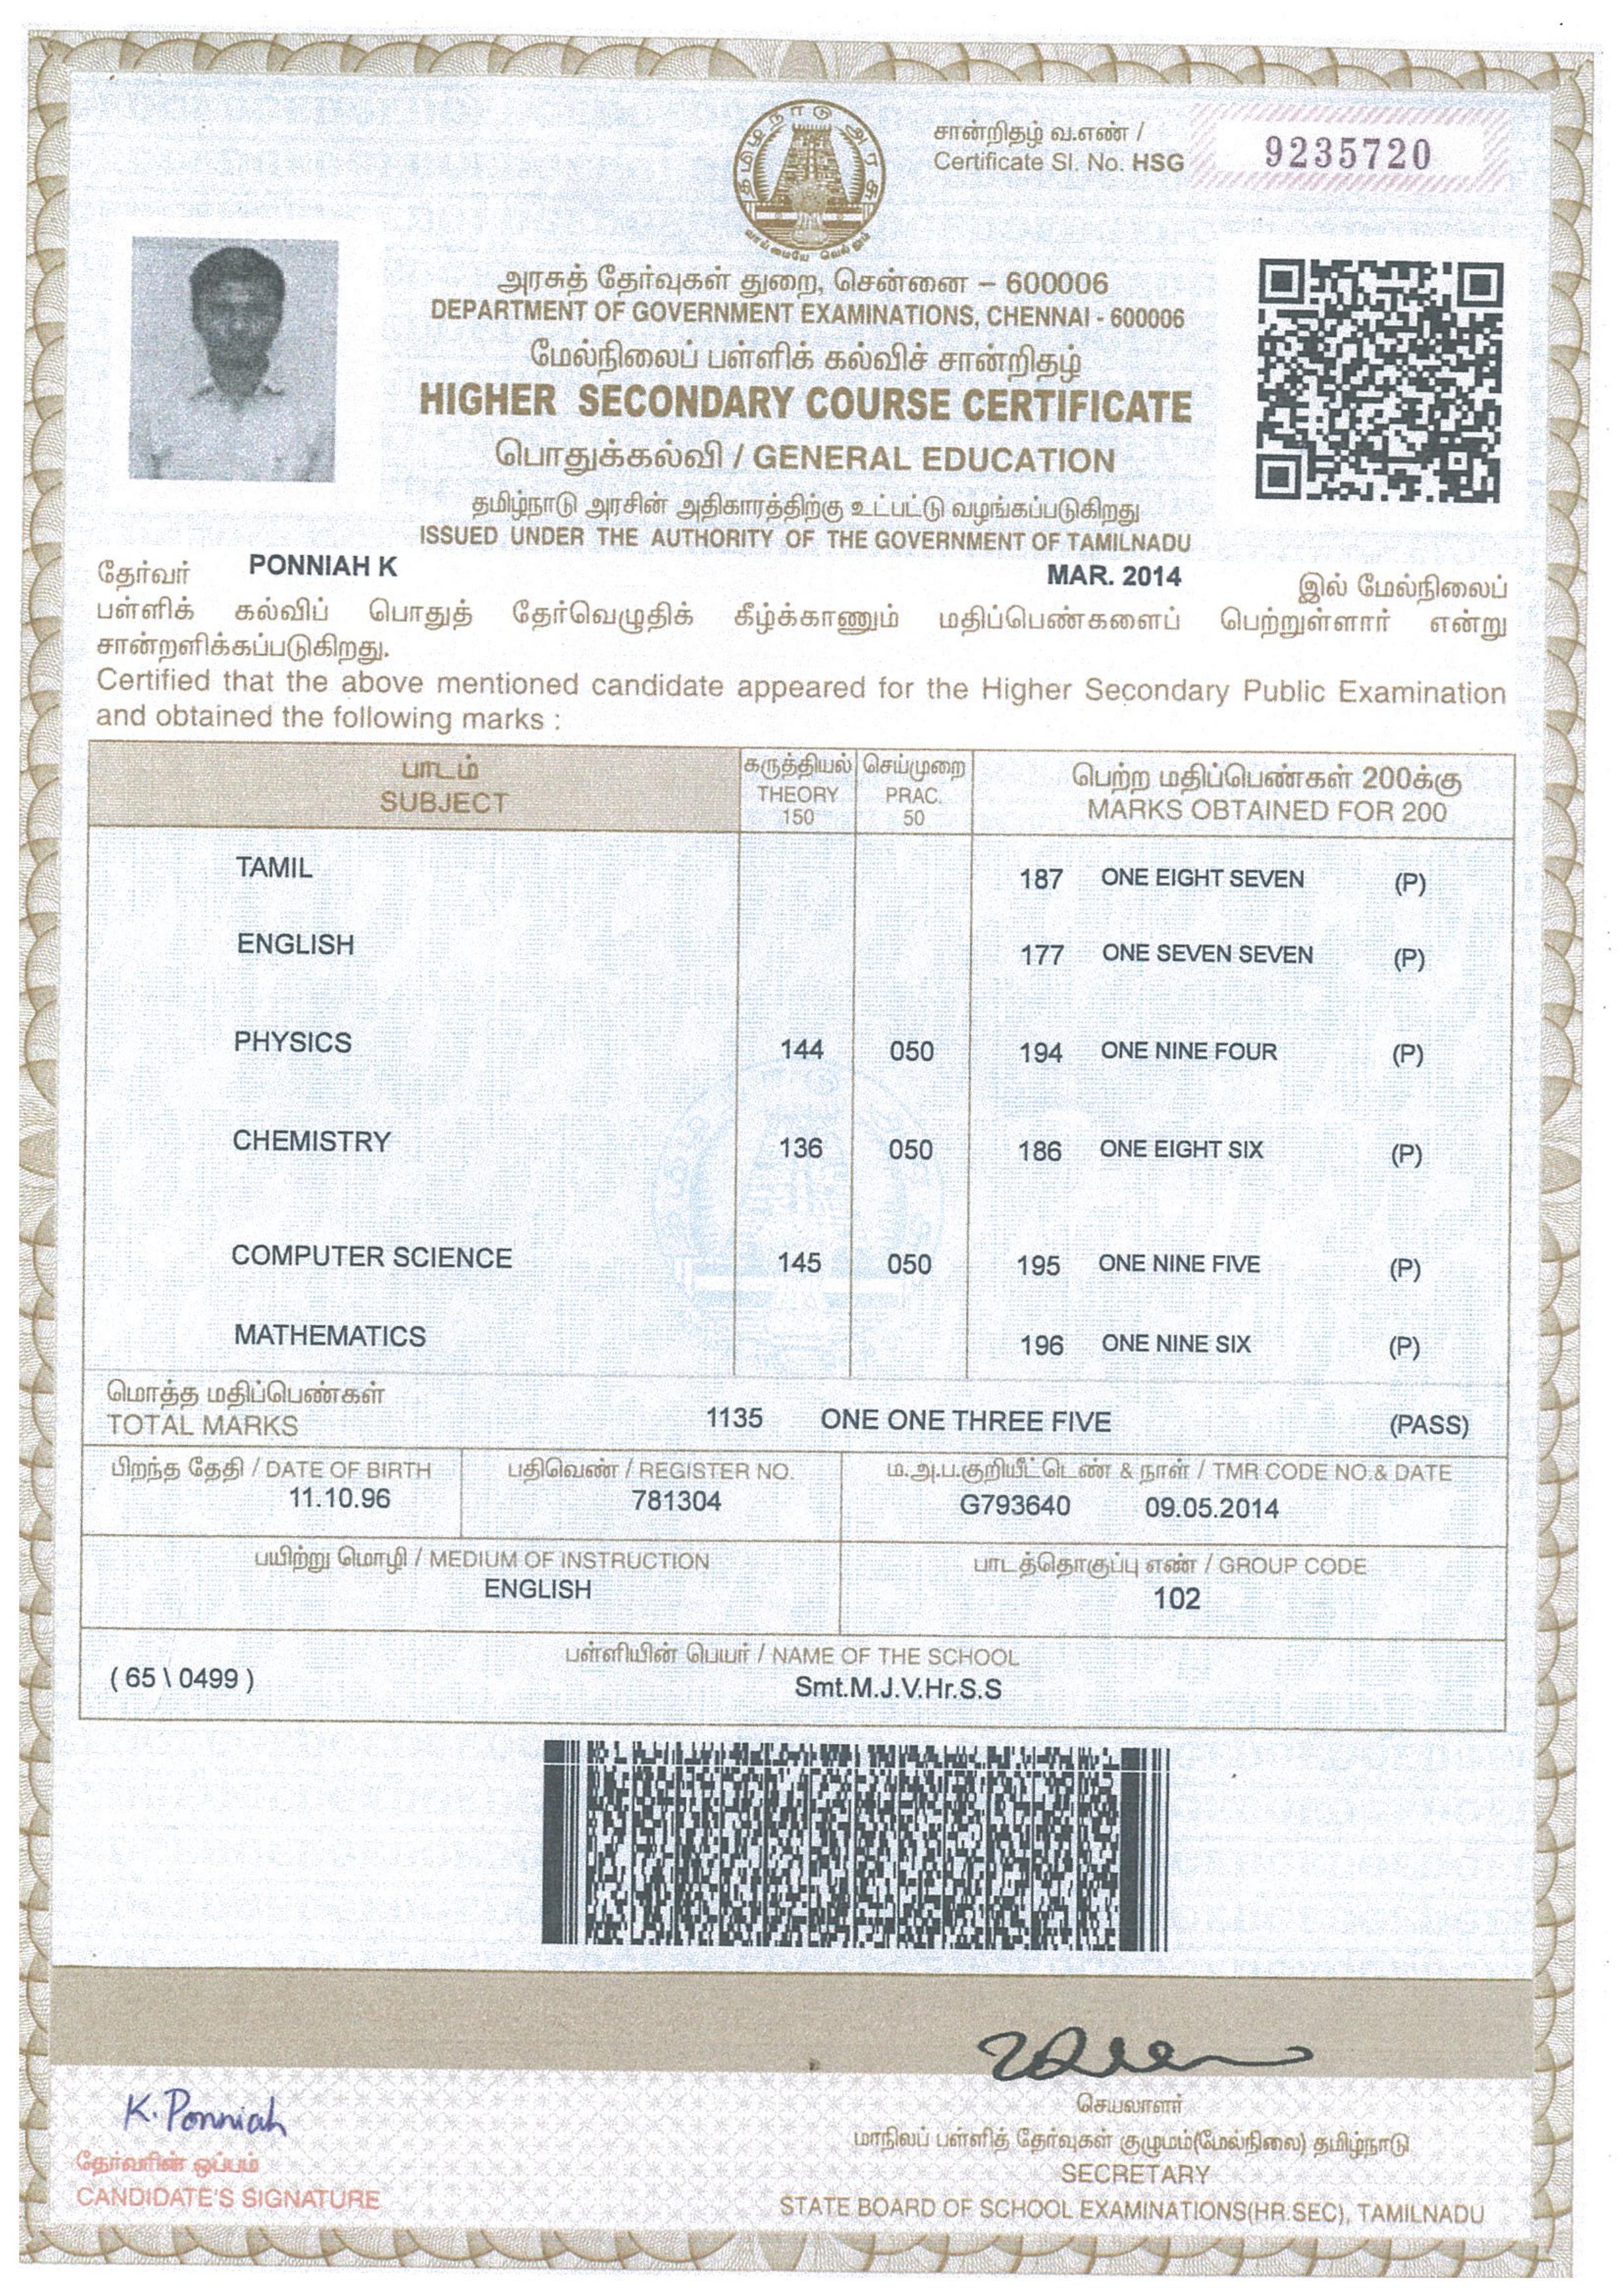 தமிழ்நாடு அரசு
வாய்மையே வெல்லும்
சான்றிதழ் வ.எண் /
Certificate Sl. No. HSG 9235720
அரசுத் தேர்வுகள் துறை, சென்னை – 600006
DEPARTMENT OF GOVERNMENT EXAMINATIONS, CHENNAI - 600006
மேல்நிலைப் பள்ளிக் கல்விச் சான்றிதழ்
HIGHER SECONDARY COURSE CERTIFICATE
பொதுக்கல்வி / GENERAL EDUCATION
தமிழ்நாடு அரசின் அதிகாரத்திற்கு உட்பட்டு வழங்கப்படுகிறது
ISSUED UNDER THE AUTHORITY OF THE GOVERNMENT OF TAMILNADU
தேர்வர் PONNIAH K MAR. 2014 இல் மேல்நிலைப்
பள்ளிக் கல்விப் பொதுத் தேர்வெழுதிக் கீழ்க்காணும் மதிப்பெண்களைப் பெற்றுள்ளார் என்று
சான்றளிக்கப்படுகிறது.
Certified that the above mentioned candidate appeared for the Higher Secondary Public Examination
and obtained the following marks :
பாடம் கருத்தியல் செய்முறை பெற்ற மதிப்பெண்கள் 200க்கு
SUBJECT THEORY PRAC. MARKS OBTAINED FOR 200
150 50
TAMIL 187 ONE EIGHT SEVEN (P)
ENGLISH 177 ONE SEVEN SEVEN (P)
PHYSICS 144 050 194 ONE NINE FOUR (P)
CHEMISTRY 136 050 186 ONE EIGHT SIX (P)
COMPUTER SCIENCE 145 050 195 ONE NINE FIVE (P)
MATHEMATICS 196 ONE NINE SIX (P)
மொத்த மதிப்பெண்கள்
TOTAL MARKS 1135 ONE ONE THREE FIVE (PASS)
பிறந்த தேதி / DATE OF BIRTH பதிவெண் / REGISTER NO. ம.அ.ப.குறியீட்டெண் & நாள் / TMR CODE NO.& DATE
11.10.96 781304 G793640 09.05.2014
பயிற்று மொழி / MEDIUM OF INSTRUCTION பாடத்தொகுப்பு எண் / GROUP CODE
ENGLISH 102
பள்ளியின் பெயர் / NAME OF THE SCHOOL
( 65 \ 0499 ) Smt.M.J.V.Hr.S.S
K. Ponniah
தேர்வரின் ஒப்பம்
CANDIDATE'S SIGNATURE
செயலாளர்
மாநிலப் பள்ளித் தேர்வுகள் குழுமம்(மேல்நிலை) தமிழ்நாடு
SECRETARY
STATE BOARD OF SCHOOL EXAMINATIONS(HR.SEC), TAMILNADU